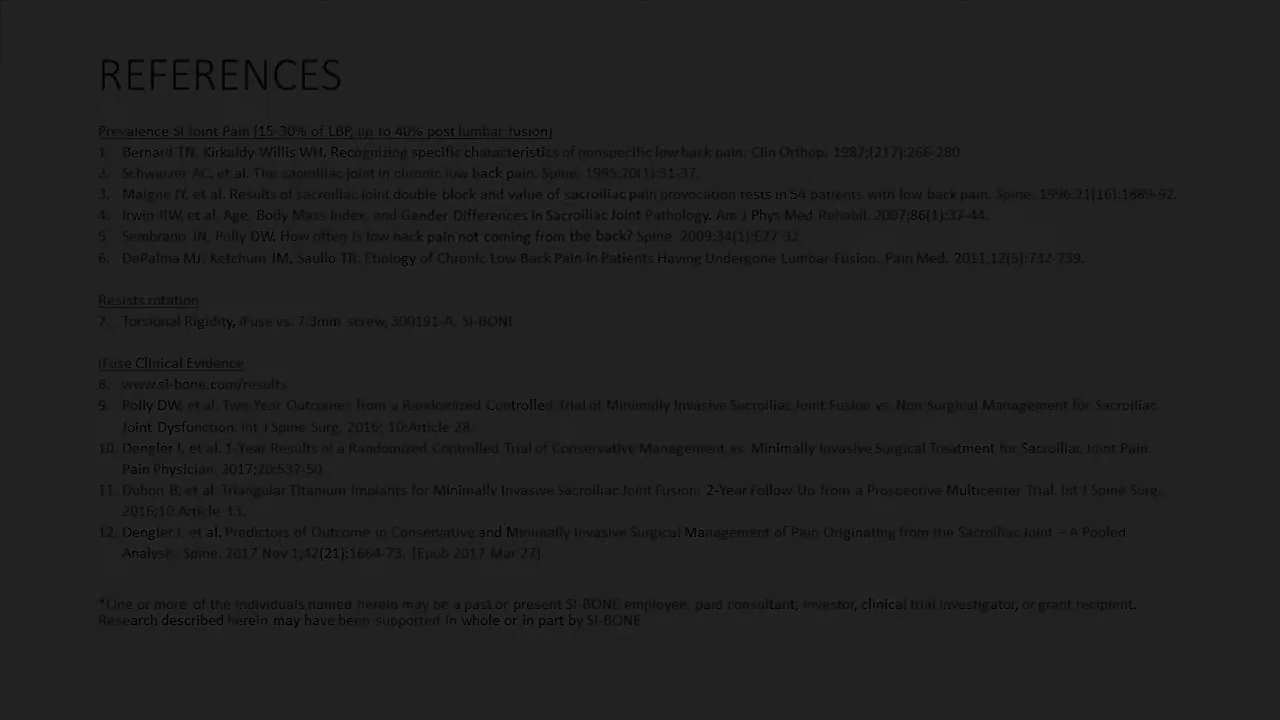 REFERENCES
Prevalence SI Joint Pain (15-30% of LBP, up to 40% post lumbar fusion)
1. Bernard TN, Kirkaldy-Willis WH. Recognizing specific characteristics of nonspecific low back pain. Clin Orthop. 1987;(217):266-280
2. Schwarzer AC, et al. The sacroiliac joint in chronic low back pain. Spine. 1995;20(1):31-37.
3. Maigne JY, et al. Results of sacroiliac joint double block and value of sacroiliac pain provocation tests in 54 patients with low back pain. Spine. 1996;21(16):1889-92.
4. Irwin RW, et al. Age, Body Mass Index, and Gender Differences in Sacroiliac Joint Pathology. Am J Phys Med Rehabil. 2007;86(1):37-44.
5. Sembrano JN, Polly DW. How often is low back pain not coming from the back? Spine. 2009;34(1):E27-32.
6. DePalma MJ, Ketchum JM, Saullo TR. Etiology of Chronic Low Back Pain in Patients Having Undergone Lumbar Fusion. Pain Med. 2011;12(5):732-739.
Resists rotation
7. Torsional Rigidity, iFuse vs. 7.3mm screw, 300191-A, SI-BONE
iFuse Clinical Evidence
8. www.si-bone.com/results
9. Polly DW, et al. Two-Year Outcomes from a Randomized Controlled Trial of Minimally Invasive Sacroiliac Joint Fusion vs. Non-Surgical Management for Sacroiliac
Joint Dysfunction. Int J Spine Surg. 2016; 10:Article 28.
10. Dengler J, et al. 1-Year Results of a Randomized Controlled Trial of Conservative Management vs. Minimally Invasive Surgical Treatment for Sacroiliac Joint Pain.
Pain Physician. 2017;20:537-50.
11. Duhon B, et al. Triangular Titanium Implants for Minimally Invasive Sacroiliac Joint Fusion: 2-Year Follow Up from a Prospective Multicenter Trial. Int J Spine Surg.
2016;10 Article 13.
12. Dengler J, et al. Predictors of Outcome in Conservative and Minimally Invasive Surgical Management of Pain Originating from the Sacroiliac Joint – A Pooled
Analysis. Spine. 2017 Nov 1;42(21):1664-73. [Epub 2017 Mar 27].
*One or more of the individuals named herein may be a past or present SI-BONE employee, paid consultant, investor, clinical trial investigator, or grant recipient.
Research described herein may have been supported in whole or in part by SI-BONE